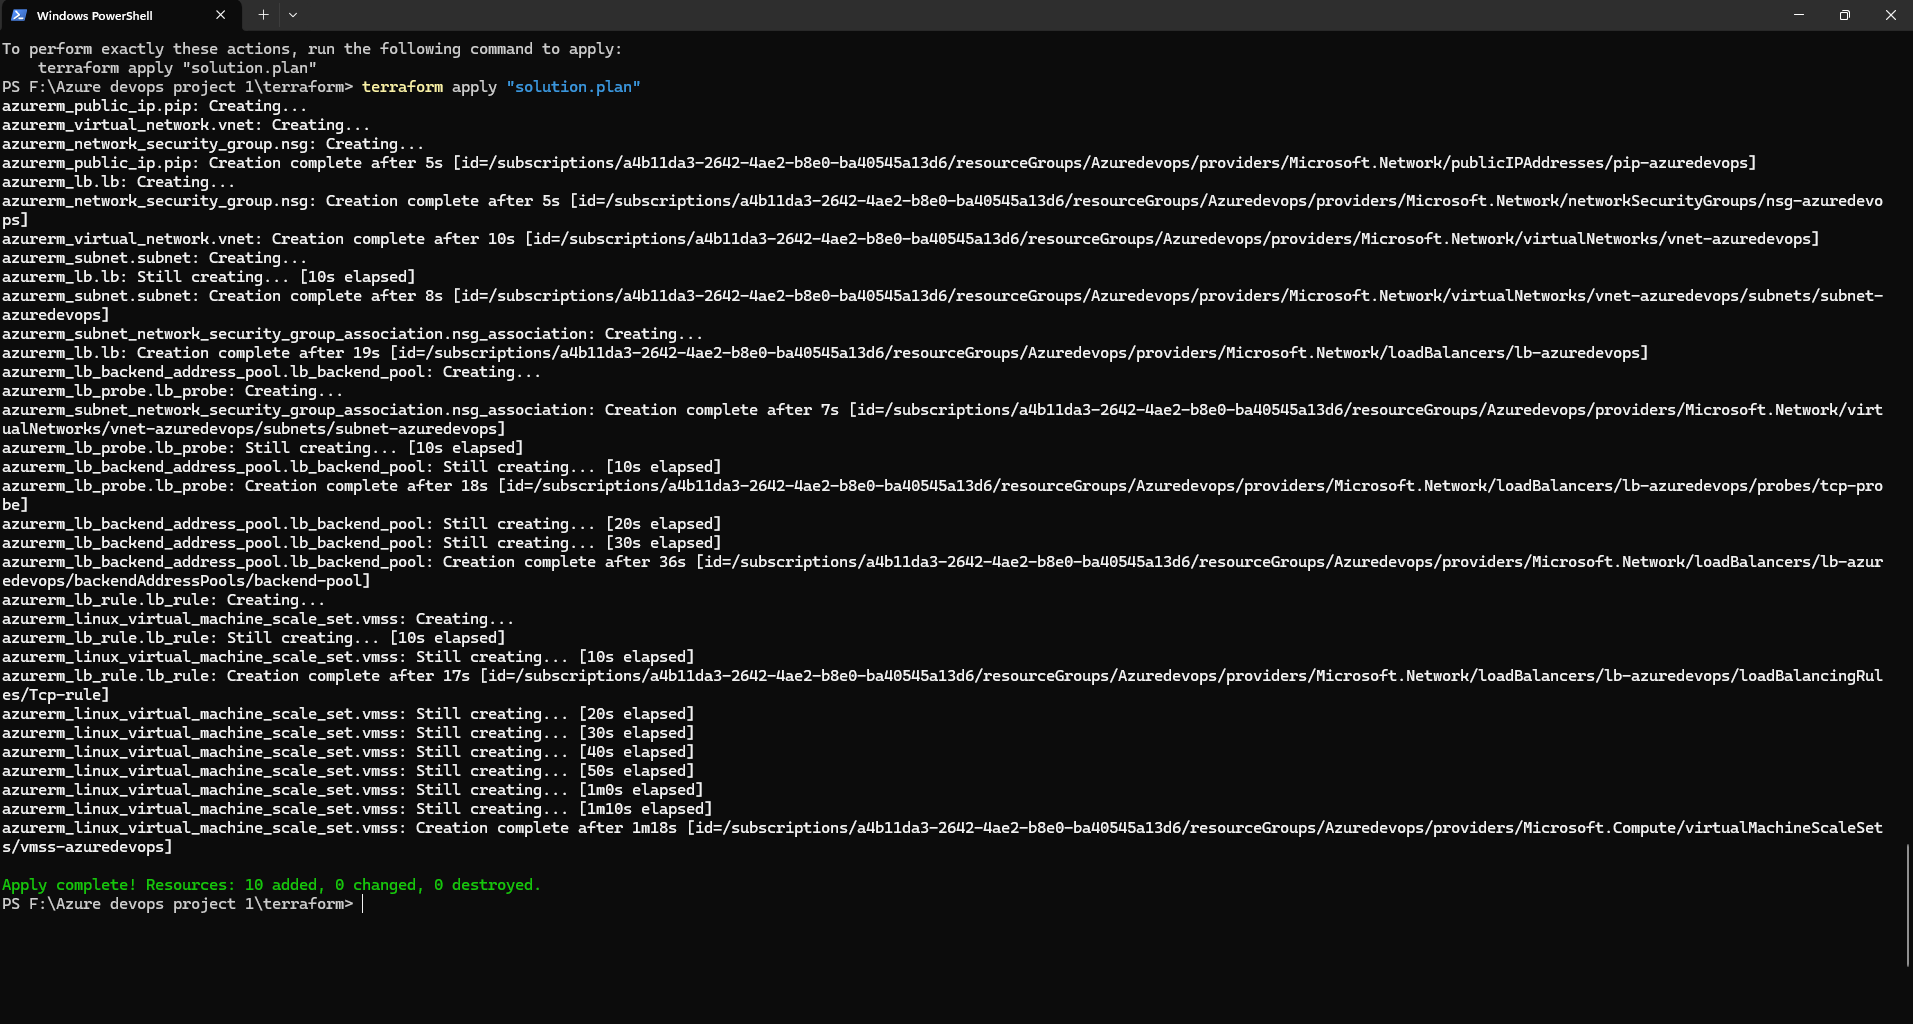 Windows PowerShell
To perform exactly these actions, run the following command to apply:
    terraform apply "solution.plan"
PS F:\Azure devops project 1\terraform> terraform apply "solution.plan"
azurerm_public_ip.pip: Creating...
azurerm_virtual_network.vnet: Creating...
azurerm_network_security_group.nsg: Creating...
azurerm_public_ip.pip: Creation complete after 5s [id=/subscriptions/a4b11da3-2642-4ae2-b8e0-ba40545a13d6/resourceGroups/Azuredevops/providers/Microsoft.Network/publicIPAddresses/pip-azuredevops]
azurerm_lb.lb: Creating...
azurerm_network_security_group.nsg: Creation complete after 5s [id=/subscriptions/a4b11da3-2642-4ae2-b8e0-ba40545a13d6/resourceGroups/Azuredevops/providers/Microsoft.Network/networkSecurityGroups/nsg-azuredevo
ps]
azurerm_virtual_network.vnet: Creation complete after 10s [id=/subscriptions/a4b11da3-2642-4ae2-b8e0-ba40545a13d6/resourceGroups/Azuredevops/providers/Microsoft.Network/virtualNetworks/vnet-azuredevops]
azurerm_subnet.subnet: Creating...
azurerm_lb.lb: Still creating... [10s elapsed]
azurerm_subnet.subnet: Creation complete after 8s [id=/subscriptions/a4b11da3-2642-4ae2-b8e0-ba40545a13d6/resourceGroups/Azuredevops/providers/Microsoft.Network/virtualNetworks/vnet-azuredevops/subnets/subnet-
azuredevops]
azurerm_subnet_network_security_group_association.nsg_association: Creating...
azurerm_lb.lb: Creation complete after 19s [id=/subscriptions/a4b11da3-2642-4ae2-b8e0-ba40545a13d6/resourceGroups/Azuredevops/providers/Microsoft.Network/loadBalancers/lb-azuredevops]
azurerm_lb_backend_address_pool.lb_backend_pool: Creating...
azurerm_lb_probe.lb_probe: Creating...
azurerm_subnet_network_security_group_association.nsg_association: Creation complete after 7s [id=/subscriptions/a4b11da3-2642-4ae2-b8e0-ba40545a13d6/resourceGroups/Azuredevops/providers/Microsoft.Network/virt
ualNetworks/vnet-azuredevops/subnets/subnet-azuredevops]
azurerm_lb_probe.lb_probe: Still creating... [10s elapsed]
azurerm_lb_backend_address_pool.lb_backend_pool: Still creating... [10s elapsed]
azurerm_lb_probe.lb_probe: Creation complete after 18s [id=/subscriptions/a4b11da3-2642-4ae2-b8e0-ba40545a13d6/resourceGroups/Azuredevops/providers/Microsoft.Network/loadBalancers/lb-azuredevops/probes/tcp-pro
be]
azurerm_lb_backend_address_pool.lb_backend_pool: Still creating... [20s elapsed]
azurerm_lb_backend_address_pool.lb_backend_pool: Still creating... [30s elapsed]
azurerm_lb_backend_address_pool.lb_backend_pool: Creation complete after 36s [id=/subscriptions/a4b11da3-2642-4ae2-b8e0-ba40545a13d6/resourceGroups/Azuredevops/providers/Microsoft.Network/loadBalancers/lb-azur
edevops/backendAddressPools/backend-pool]
azurerm_lb_rule.lb_rule: Creating...
azurerm_linux_virtual_machine_scale_set.vmss: Creating...
azurerm_lb_rule.lb_rule: Still creating... [10s elapsed]
azurerm_linux_virtual_machine_scale_set.vmss: Still creating... [10s elapsed]
azurerm_lb_rule.lb_rule: Creation complete after 17s [id=/subscriptions/a4b11da3-2642-4ae2-b8e0-ba40545a13d6/resourceGroups/Azuredevops/providers/Microsoft.Network/loadBalancers/lb-azuredevops/loadBalancingRul
es/Tcp-rule]
azurerm_linux_virtual_machine_scale_set.vmss: Still creating... [20s elapsed]
azurerm_linux_virtual_machine_scale_set.vmss: Still creating... [30s elapsed]
azurerm_linux_virtual_machine_scale_set.vmss: Still creating... [40s elapsed]
azurerm_linux_virtual_machine_scale_set.vmss: Still creating... [50s elapsed]
azurerm_linux_virtual_machine_scale_set.vmss: Still creating... [1m0s elapsed]
azurerm_linux_virtual_machine_scale_set.vmss: Still creating... [1m10s elapsed]
azurerm_linux_virtual_machine_scale_set.vmss: Creation complete after 1m18s [id=/subscriptions/a4b11da3-2642-4ae2-b8e0-ba40545a13d6/resourceGroups/Azuredevops/providers/Microsoft.Compute/virtualMachineScaleSet
s/vmss-azuredevops]
Apply complete! Resources: 10 added, 0 changed, 0 destroyed.
PS F:\Azure devops project 1\terraform>